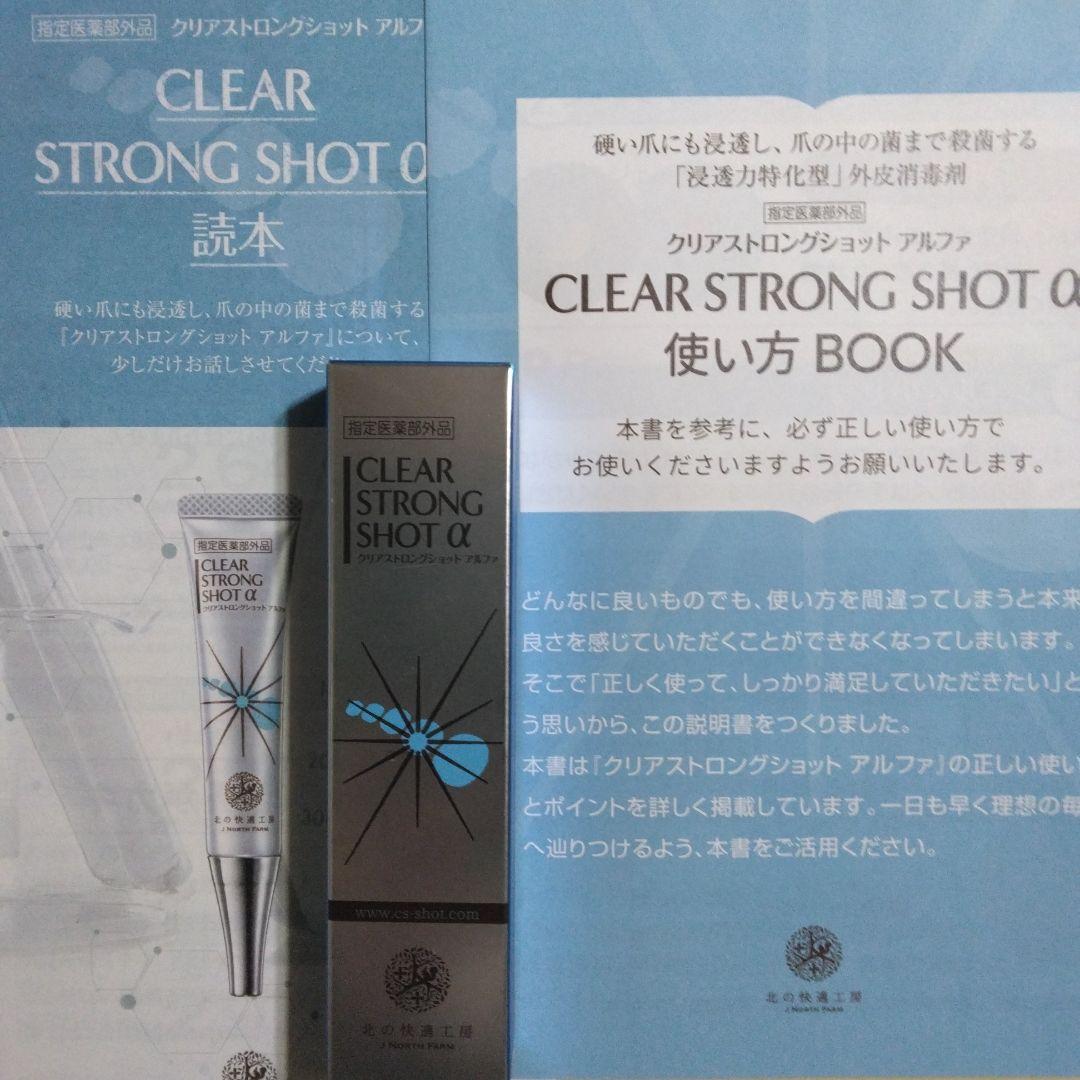 指定医薬部外品 クリアストロングショット アルフ
CLEAR
STRONG SHOT α
読本
硬い爪にも浸透し、爪の中の菌まで殺菌する
『クリアストロングショット アルファ』について、
少しだけお話しさせてくだ
指定医薬部外品
CLEAR
STRONG
SHOT α
クリアストロングショット アルファ
北の快適工房
J NORTH FARM
指定医薬部外品
CLEAR
STRONG
SHOT α
クリアストロングショット アルファ
www.cs-shot.com
北の快適工房
J NORTH FARM
硬い爪にも浸透し、爪の中の菌まで殺菌する
「浸透力特化型」外皮消毒剤
指定医薬部外品
クリアストロングショット アルファ
CLEAR STRONG SHOT α
使い方 BOOK
本書を参考に、必ず正しい使い方で
お使いくださいますようお願いいたします。
どんなに良いものでも、使い方を間違ってしまうと本来
良さを感じていただくことができなくなってしまいます。
そこで「正しく使って、しっかり満足していただきたい」と
う思いから、この説明書をつくりました。
本書は『クリアストロングショット アルファ』の正しい使い
とポイントを詳しく掲載しています。一日も早く理想の毎
へ辿りつけるよう、本書をご活用ください。
北の快適工房
J NORTH FARM